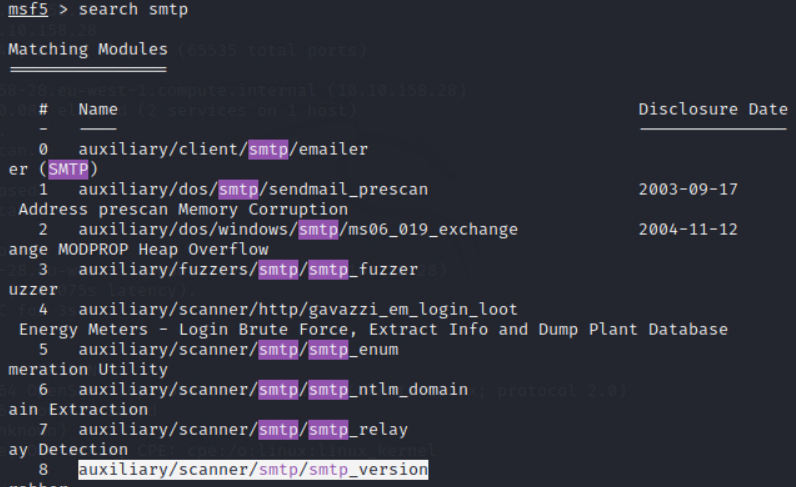 msf5 > search smtp
Matching Modules
# Name Disclosure Date
- ---- ---------------
0 auxiliary/client/smtp/emailer
er (SMTP)
1 auxiliary/dos/smtp/sendmail_prescan 2003-09-17
Address prescan Memory Corruption
2 auxiliary/dos/windows/smtp/ms06_019_exchange 2004-11-12
ange MODPROP Heap Overflow
3 auxiliary/fuzzers/smtp/smtp_fuzzer
uzzer
4 auxiliary/scanner/http/gavazzi_em_login_loot
Energy Meters - Login Brute Force, Extract Info and Dump Plant Database
5 auxiliary/scanner/smtp/smtp_enum
meration Utility
6 auxiliary/scanner/smtp/smtp_ntlm_domain
ain Extraction
7 auxiliary/scanner/smtp/smtp_relay
ay Detection
8 auxiliary/scanner/smtp/smtp_version